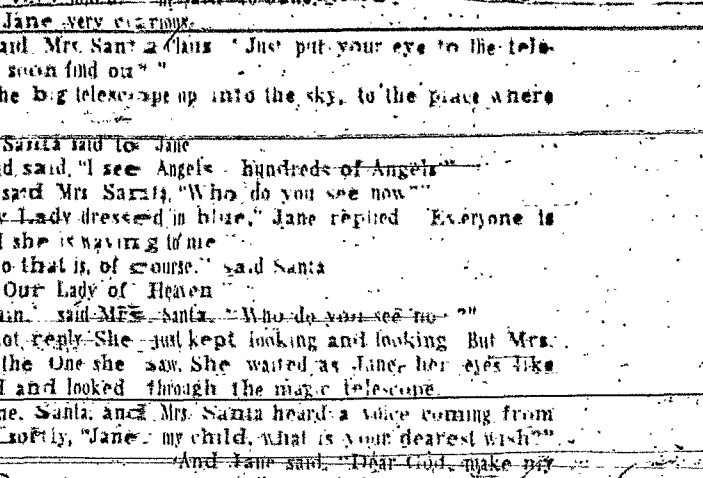 Jane very curious.
said Mrs. Santa Claus "Just put your eye to the tele-
soon find out"
he big telescope up into the sky, to the place where
Santa said to Jane
d said, "I see Angels - hundreds of Angels"
said Mrs Santa, "Who do you see now"
Lady dressed in blue," Jane replied "Everyone is
she is waving to me
o that is, of course." said Santa
Our Lady of Heaven"
ain," said Mrs. Santa, "Who do you see no ?"
ot reply She just kept looking and looking But Mrs.
the One she saw. She waited as Jane, her eyes like
and looked through the magic telescope
ne, Santa, and Mrs. Santa heard a voice coming from
softly, "Jane, my child, what is your dearest wish?"
And Jane said, "Dear God, make my